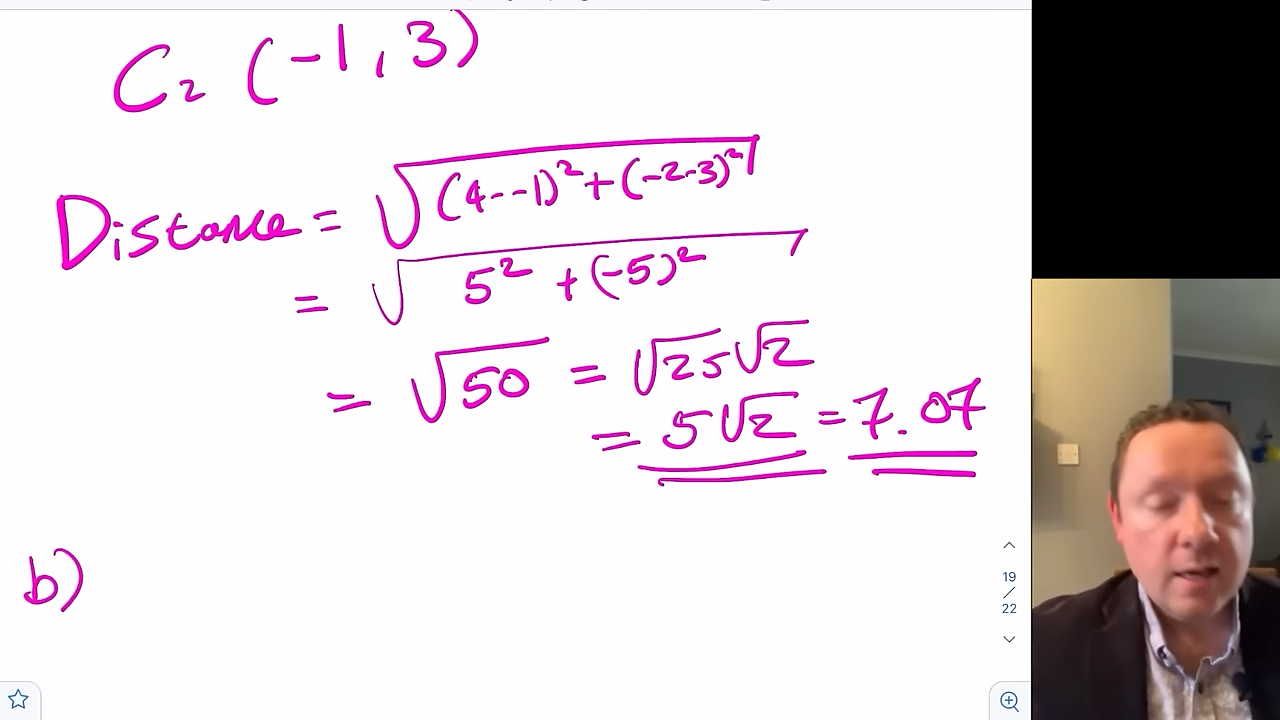 C₂ (-1, 3)
Distance = √((4--1)² + (-2-3)²)
= √(5² + (-5)²)
= √50 = √25√2
= 5√2 = 7.07
b)
19
/
22